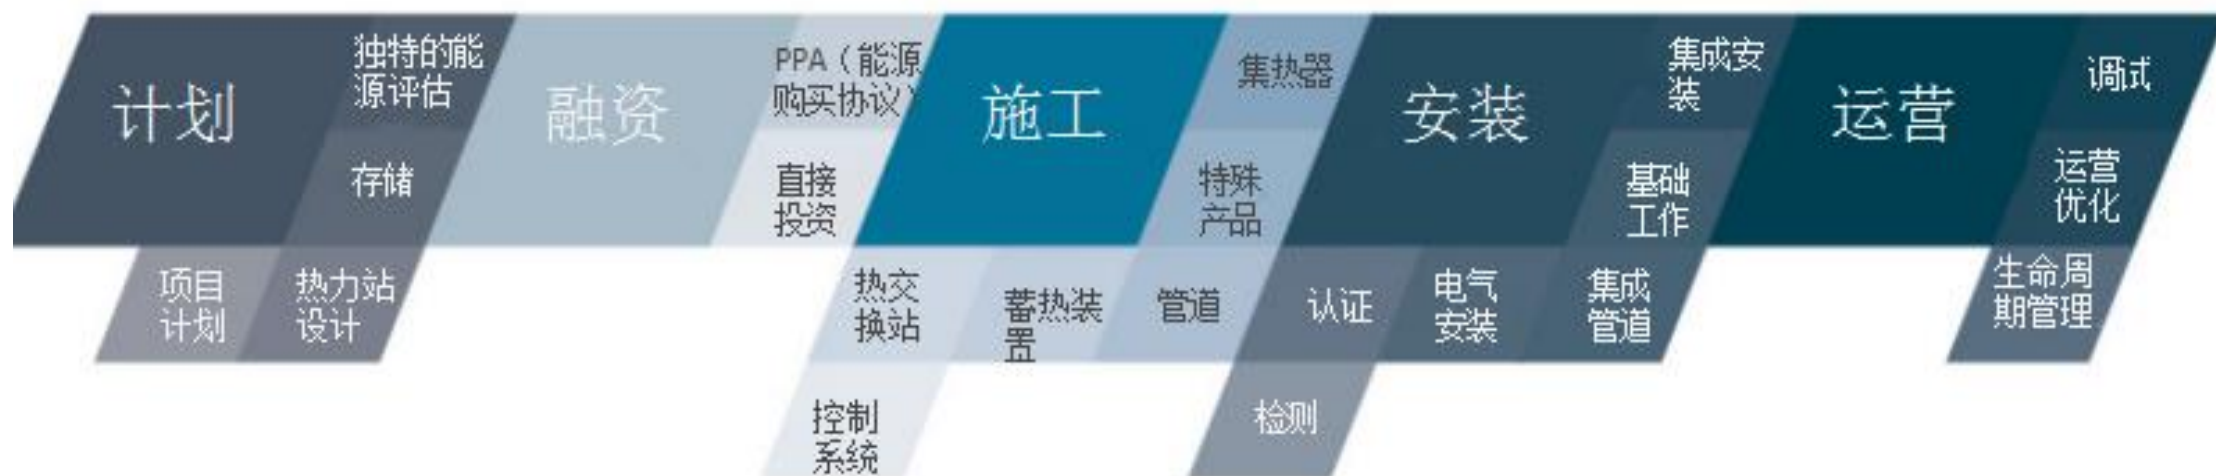 计划
独特的能
源评估
存储
项目
计划
热力站
设计
融资
PPA（能源
购买协议）
直接
投资
施工
集热器
特殊
产品
热交
换站
蓄热装
置
管道
控制
系统
安装
集成安
装
基础
工作
认证
电气
安装
集成
管道
检测
运营
调试
运营
优化
生命周
期管理